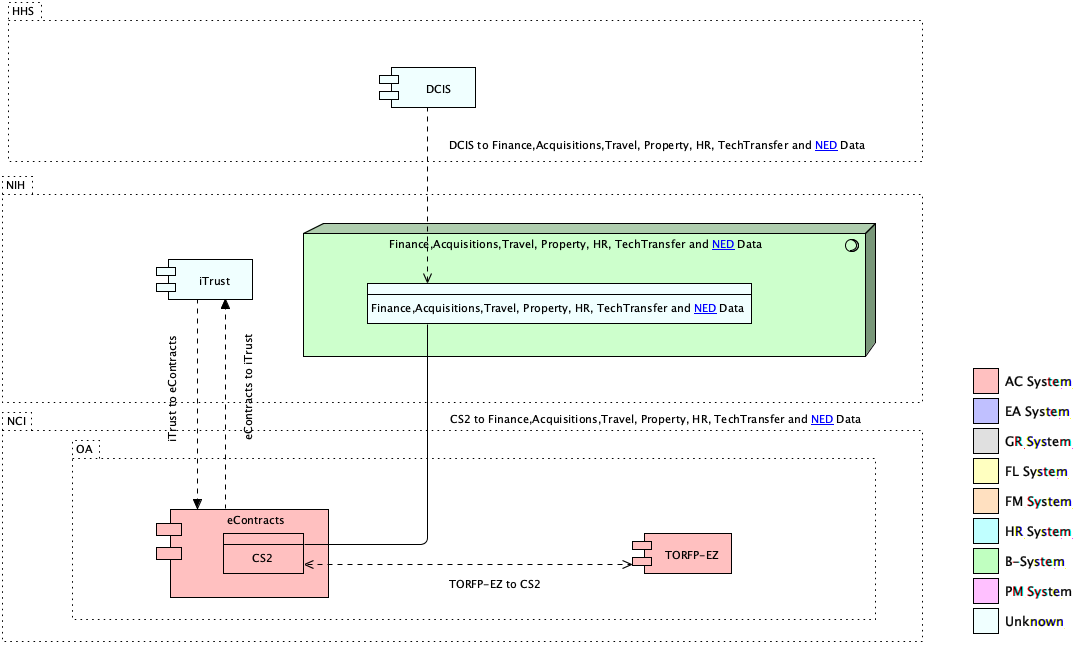 HHS
DCIS
DCIS to Finance,Acquisitions,Travel, Property, HR, TechTransfer and NED Data
NIH
Finance,Acquisitions,Travel, Property, HR, TechTransfer and NED Data
iTrust
Finance,Acquisitions,Travel, Property, HR, TechTransfer and NED Data
iTrust to eContracts
eContracts to iTrust
NCI
CS2 to Finance,Acquisitions,Travel, Property, HR, TechTransfer and NED Data
OA
eContracts
CS2
TORFP-EZ
TORFP-EZ to CS2
AC System
EA System
GR System
FL System
FM System
HR System
B-System
PM System
Unknown